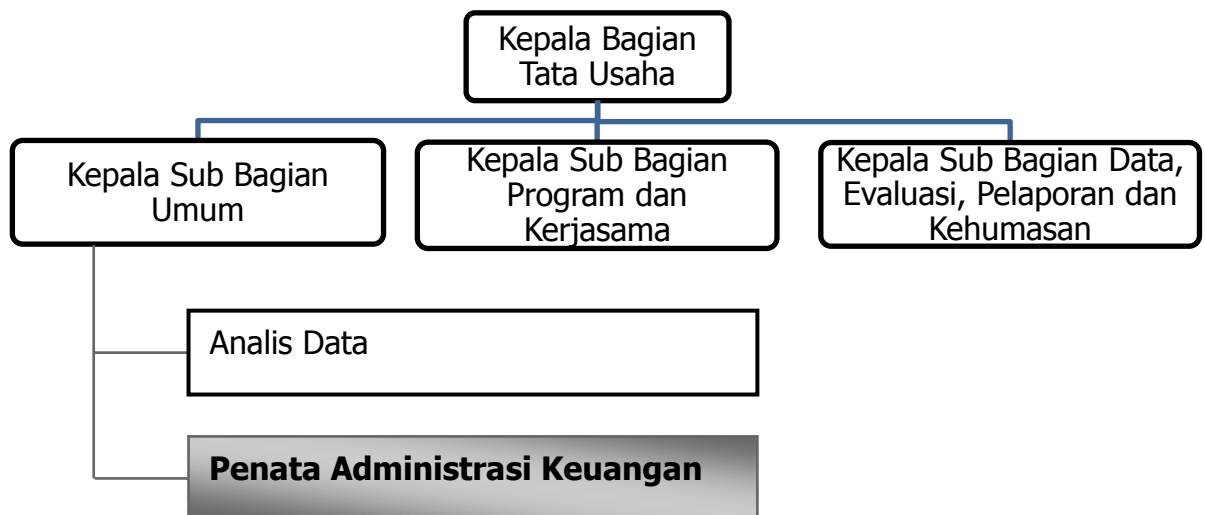 Kepala Bagian
Tata Usaha
Kepala Sub Bagian
Umum
Kepala Sub Bagian
Program dan
Kerjasama
Kepala Sub Bagian Data,
Evaluasi, Pelaporan dan
Kehumasan
Analis Data
Penata Administrasi Keuangan